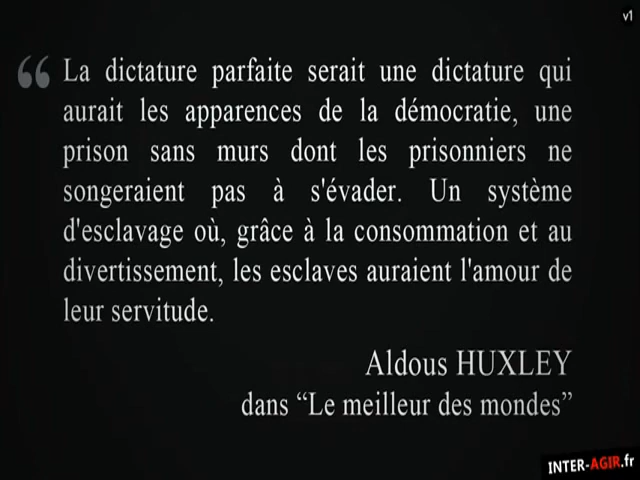 v1
“
La dictature parfaite serait une dictature qui
aurait les apparences de la démocratie, une
prison sans murs dont les prisonniers ne
songeraient pas à s'évader. Un système
d'esclavage où, grâce à la consommation et au
divertissement, les esclaves auraient l'amour de
leur servitude.
Aldous HUXLEY
dans “Le meilleur des mondes”
INTER-AGIR.fr